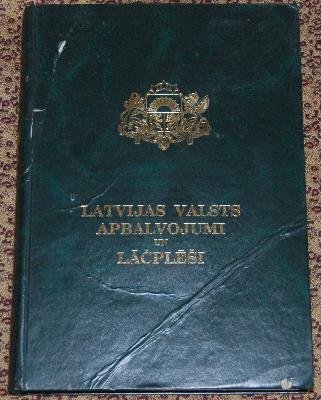 LATVIJAS VALSTS
APBALVOJUMI
UN
LĀČPLĒŠI